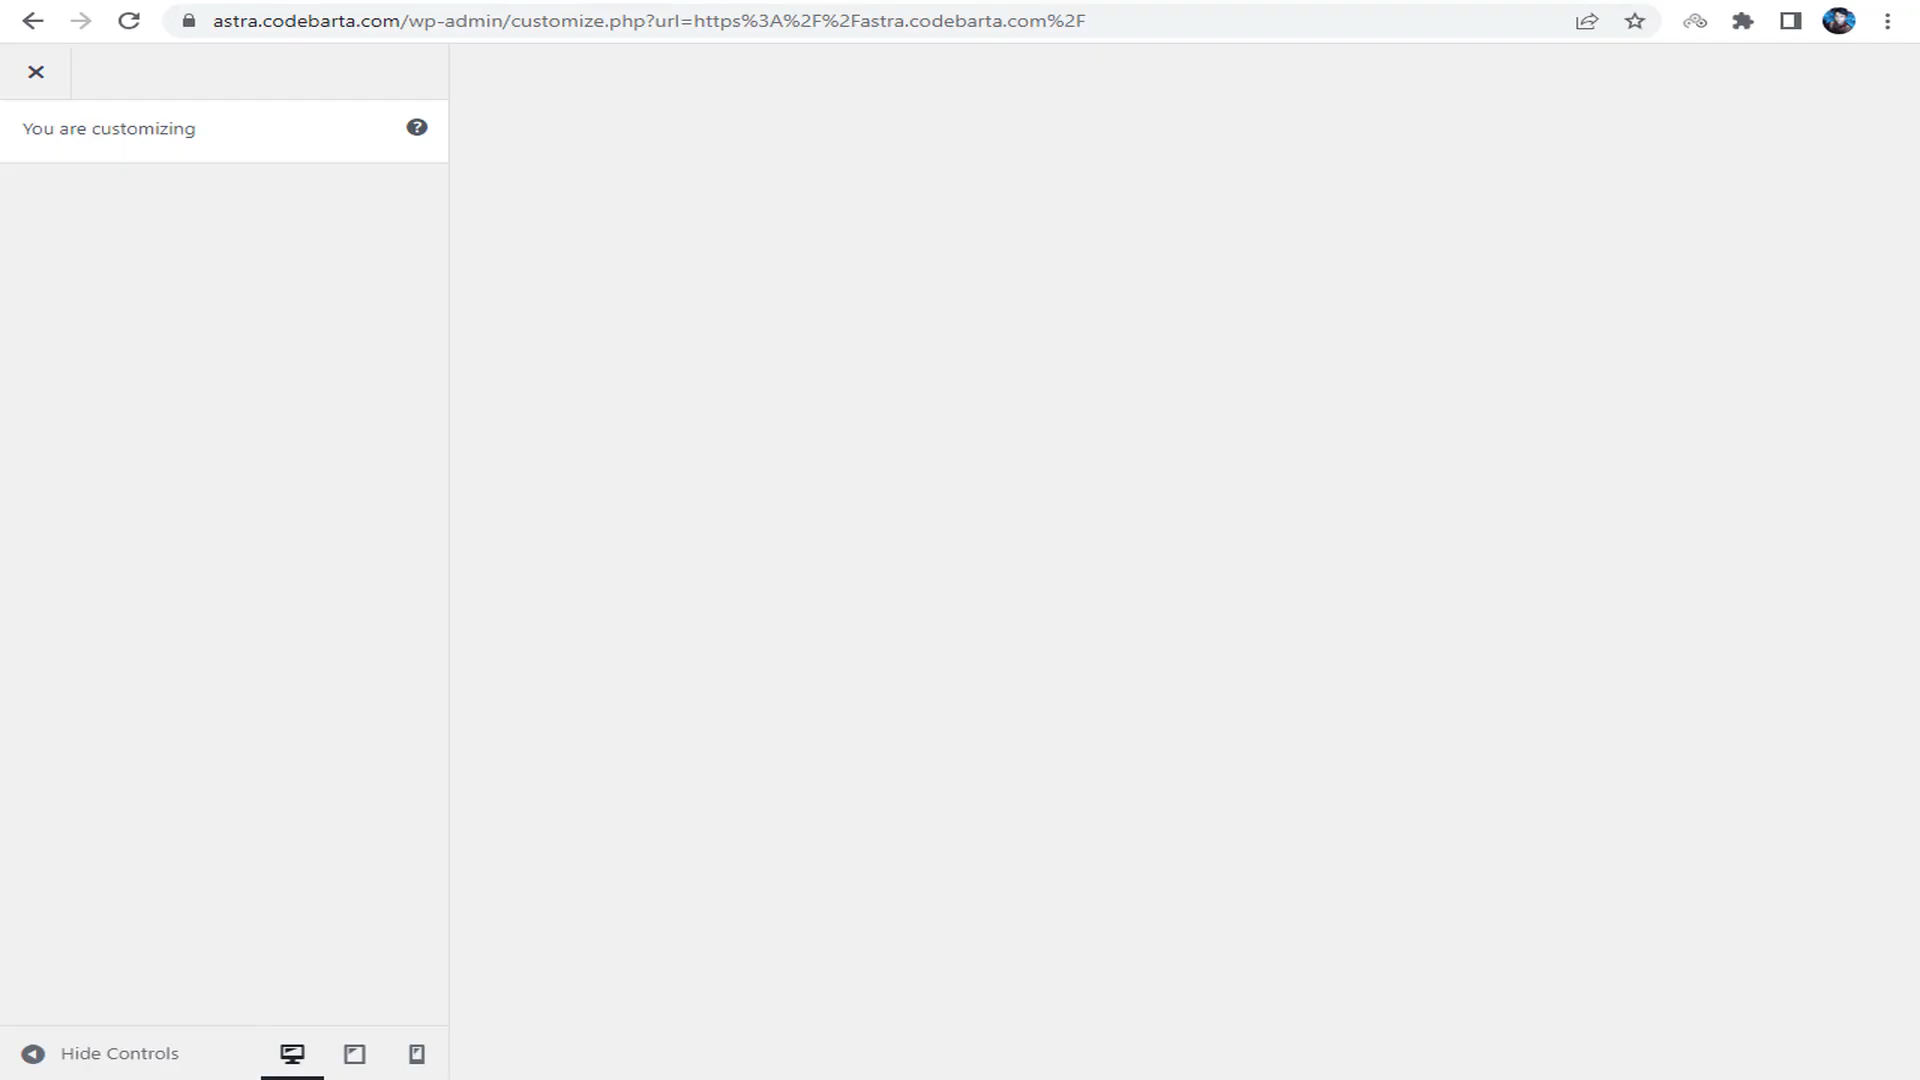 astra.codebarta.com/wp-admin/customize.php?url=https%3A%2F%2Fastra.codebarta.com%2F
You are customizing
Hide Controls